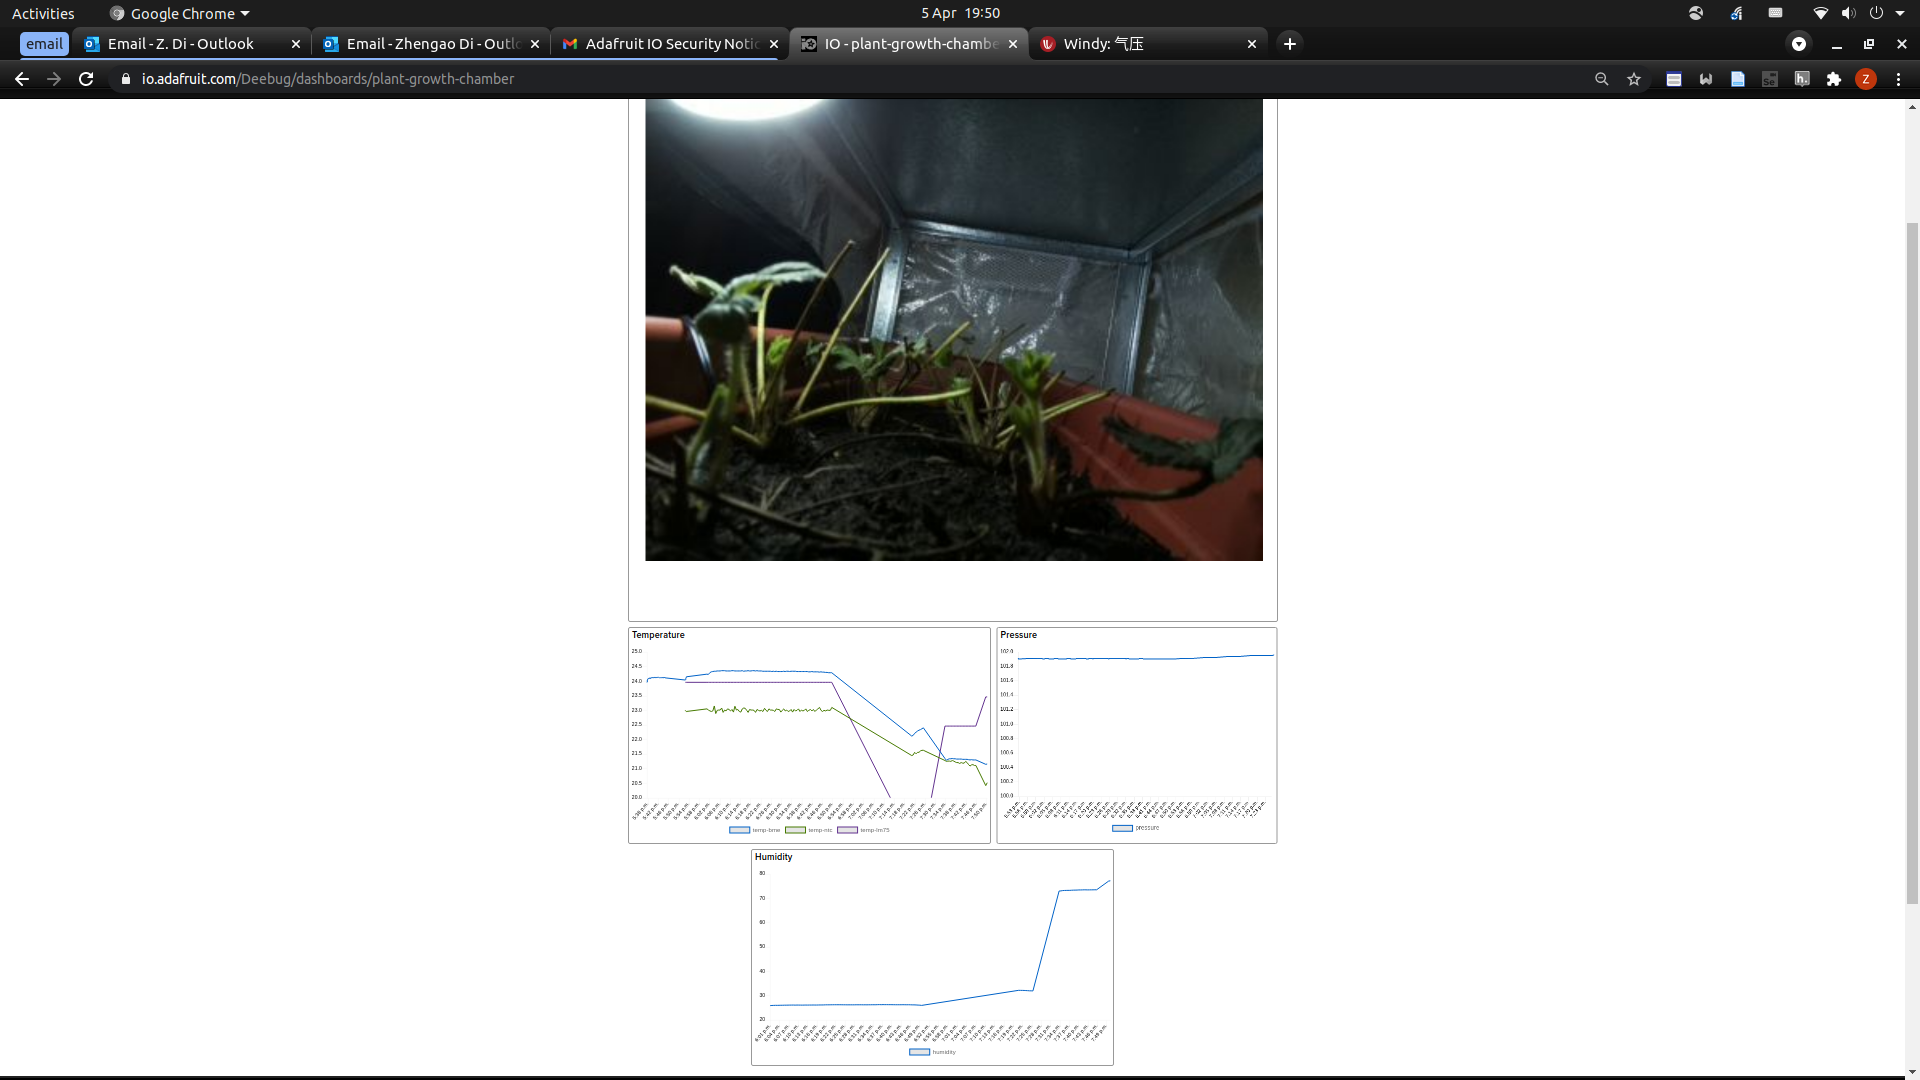 Activities
Google Chrome
5 Apr 19:50
email
Email - Z. Di - Outlook
Email - Zhengao Di - Outlo
Adafruit IO Security Notic
IO - plant-growth-chambe
Windy: 气压
io.adafruit.com/Deebug/dashboards/plant-growth-chamber
Se
h.
Z
Temperature
25.0
24.5
24.0
23.5
23.0
22.5
22.0
21.5
21.0
20.5
20.0
temp-bme temp-ntc temp-lm75
Pressure
102.0
101.8
101.6
101.4
101.2
101.0
100.8
100.6
100.4
100.2
100.0
pressure
Humidity
80
70
60
50
40
30
20
humidity